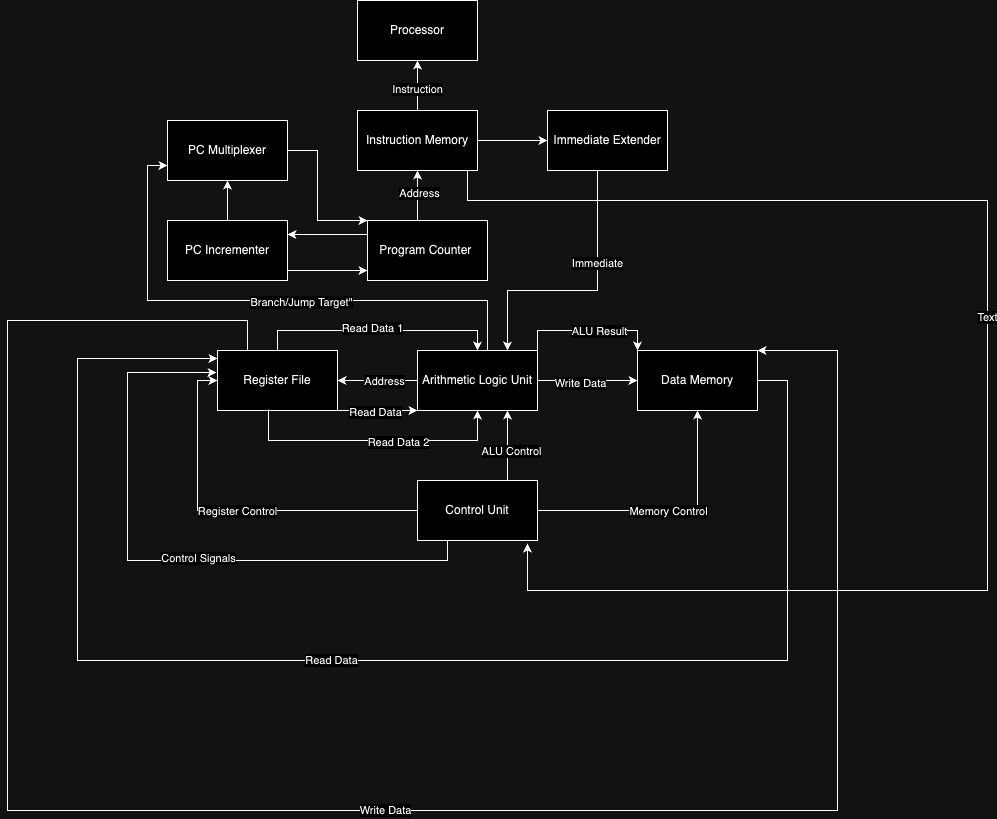 Processor
Instruction
PC Multiplexer
Instruction Memory
Immediate Extender
Address
PC Incrementer
Program Counter
Immediate
Branch/Jump Target"
Text
Read Data 1
ALU Result
Register File
Address
Arithmetic Logic Unit
Write Data
Data Memory
Read Data
Read Data 2
ALU Control
Register Control
Control Unit
Memory Control
Control Signals
Read Data
Write Data